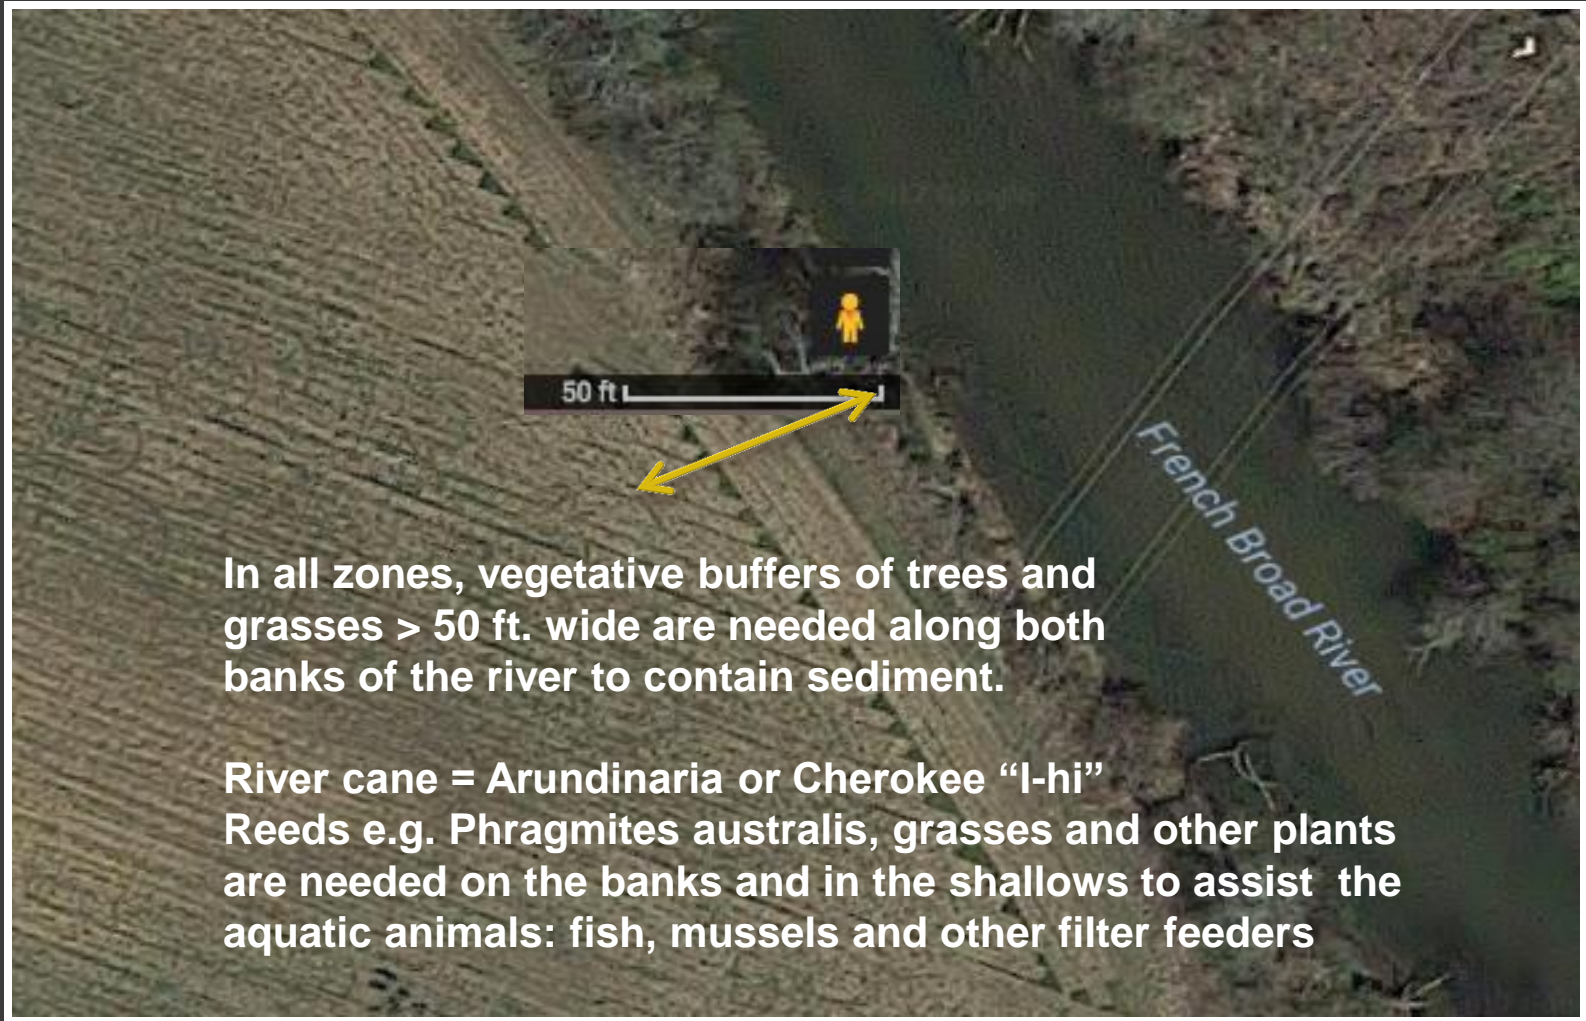 50 ft
French Broad River
In all zones, vegetative buffers of trees and
grasses > 50 ft. wide are needed along both
banks of the river to contain sediment.
River cane = Arundinaria or Cherokee “I-hi”
Reeds e.g. Phragmites australis, grasses and other plants
are needed on the banks and in the shallows to assist  the
aquatic animals: fish, mussels and other filter feeders